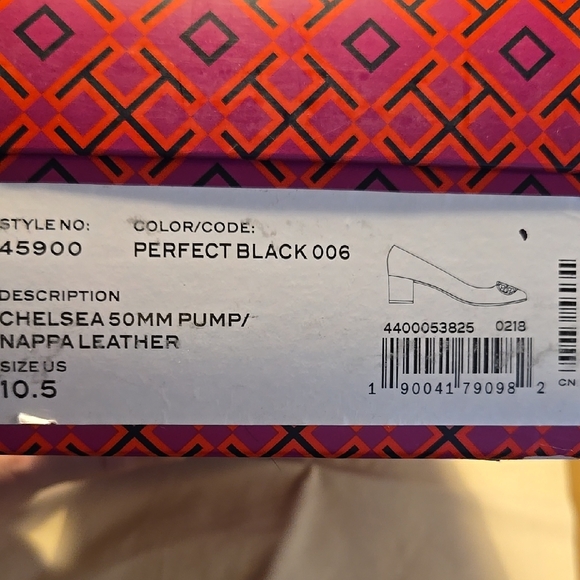 STYLE NO:
45900
COLOR/CODE:
PERFECT BLACK 006
DESCRIPTION
CHELSEA 50MM PUMP/
NAPPA LEATHER
SIZE US
10.5
4400053825 0218
1 90041 79098 2
CN